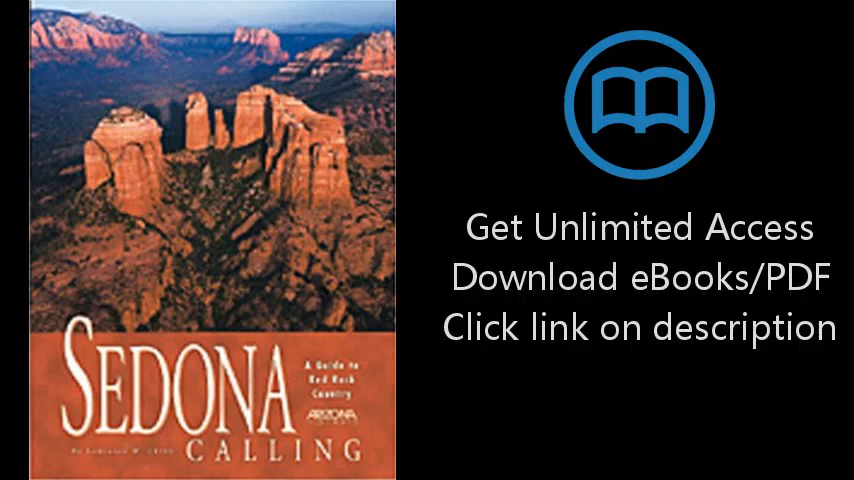 SEDONA
CALLING
A Guide to
Red Rock
Country
ARIZONA
Get Unlimited Access
Download eBooks/PDF
Click link on description